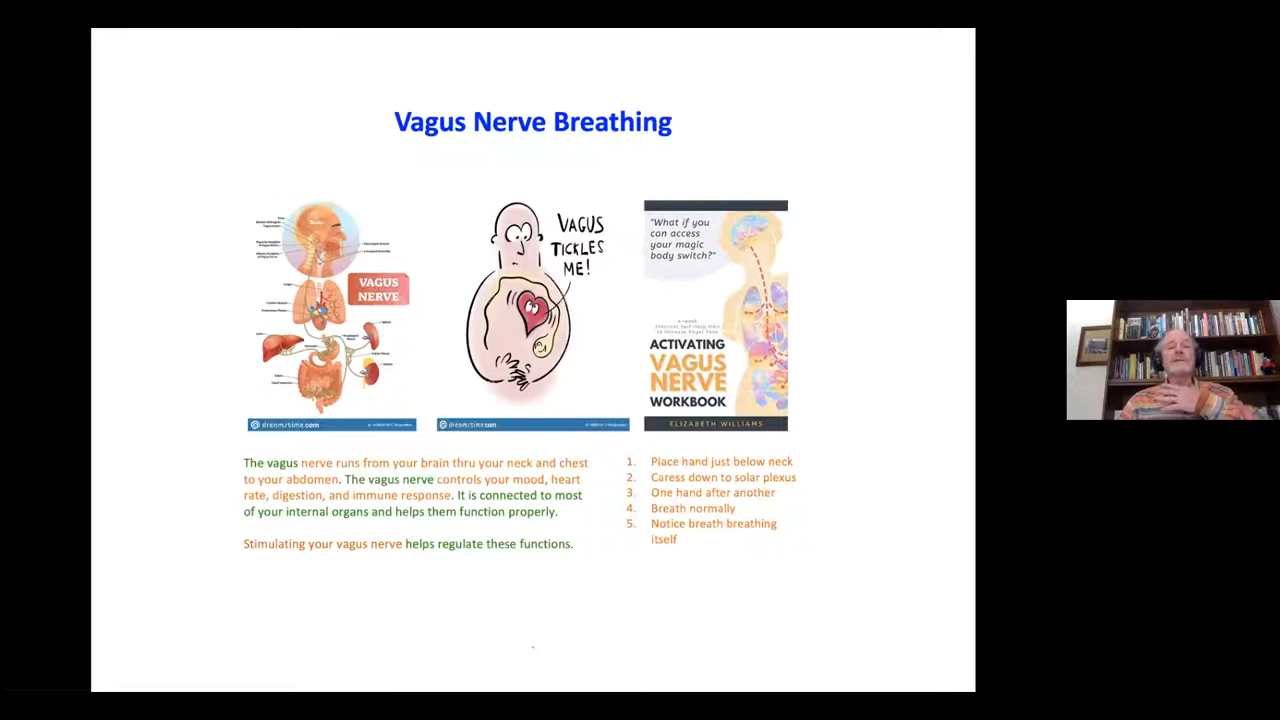 Vagus Nerve Breathing
VAGUS
NERVE
dreamstime.com
VAGUS
TICKLES
ME!
dreamstime.com
"What if you
can access
your magic
body switch?"
ACTIVATING
VAGUS
NERVE
WORKBOOK
ELIZABETH WILLIAMS
The vagus nerve runs from your brain thru your neck and chest
to your abdomen. The vagus nerve controls your mood, heart
rate, digestion, and immune response. It is connected to most
of your internal organs and helps them function properly.
Stimulating your vagus nerve helps regulate these functions.
1. Place hand just below neck
2. Caress down to solar plexus
3. One hand after another
4. Breath normally
5. Notice breath breathing
itself